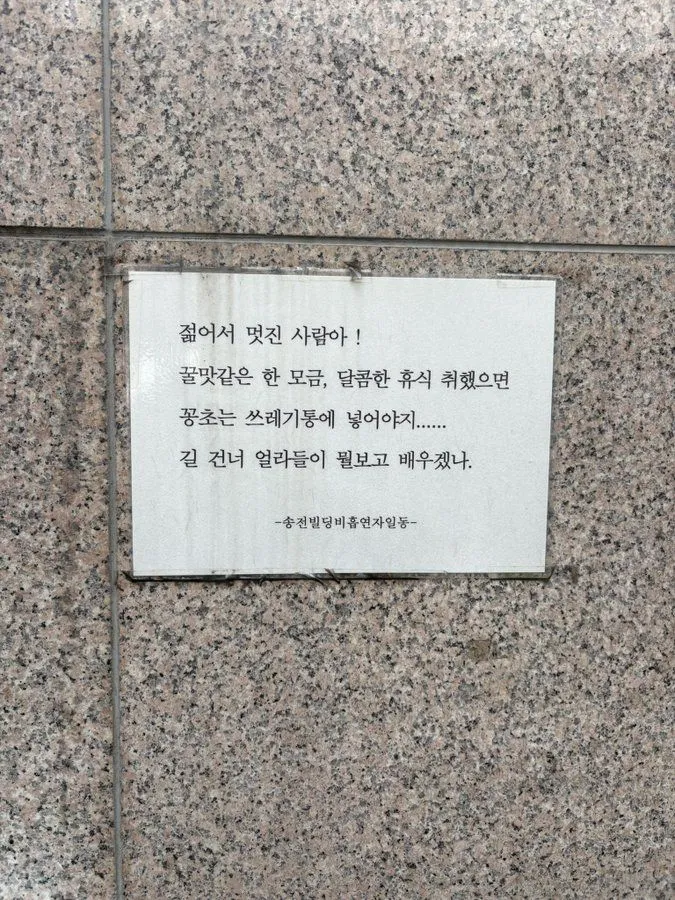 젊어서 멋진 사람아 !
꿀맛같은 한 모금, 달콤한 휴식 취했으면
꽁초는 쓰레기통에 넣어야지......
길 건너 얼라들이 뭘보고 배우겠나.
-송전빌딩비흡연자일동-